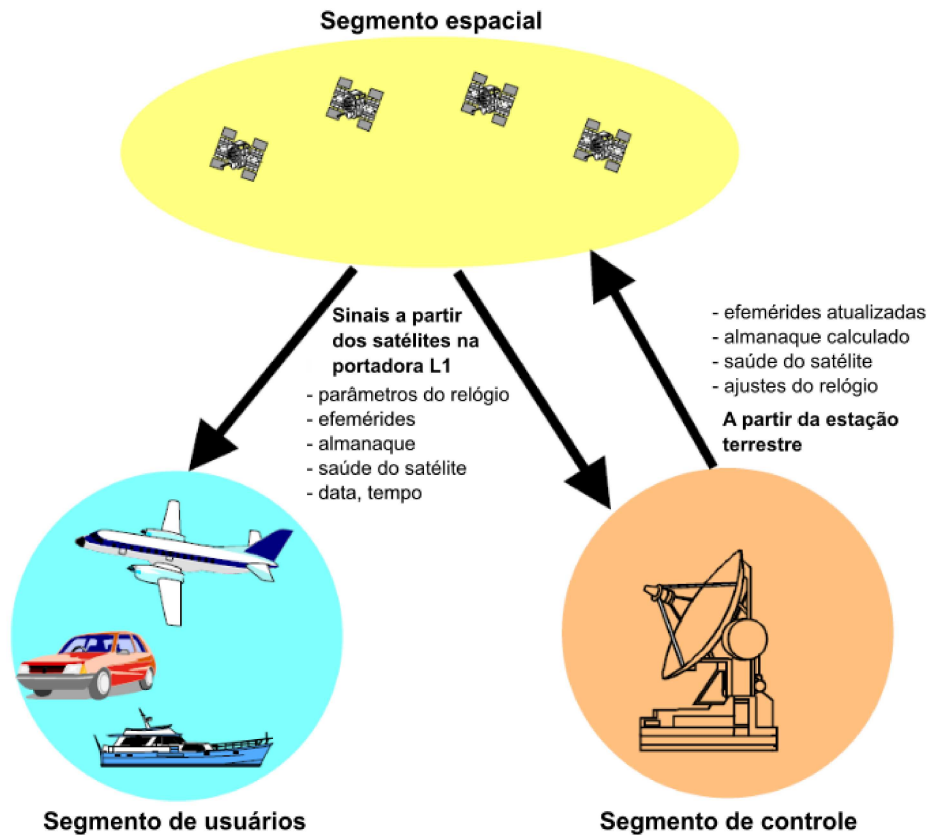 Segmento espacial
Sinais a partir
dos satélites na
portadora L1
- parâmetros do relógio
- efemérides
- almanaque
- saúde do satélite
- data, tempo
- efemérides atualizadas
- almanaque calculado
- saúde do satélite
- ajustes do relógio
A partir da estação
terrestre
Segmento de usuários
Segmento de controle